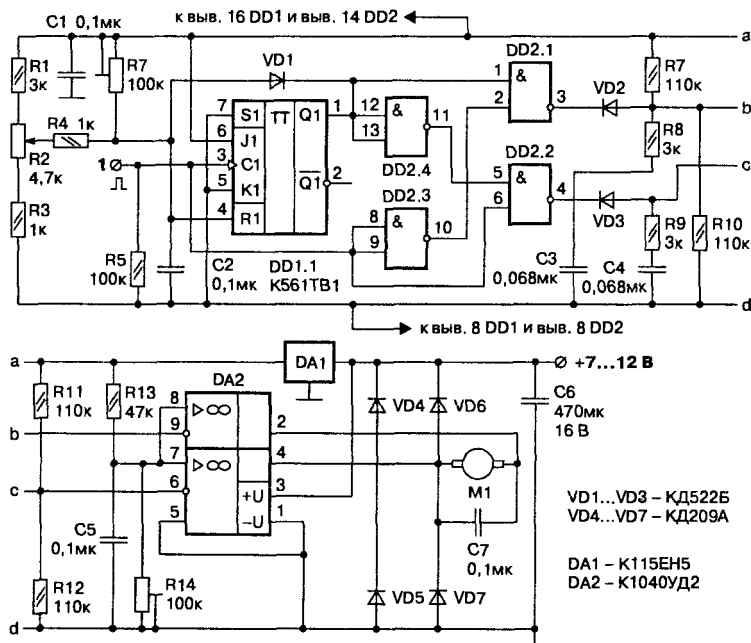 к выв. 16 DD1 и выв. 14 DD2
C1 0,1мк
a
R1
3к
R7
100к
VD1
DD2.1
R7
110к
1
&
2
3
VD2
b
R4 1к
R2
4,7к
7
S1
TT
Q1
1
12
&
13
11
6
J1
3
C1
5
K1
Q1
2
4
R1
1
DD2.4
DD2.2
R8
3к
c
5
&
6
4
VD3
DD2.3
8
&
9
10
R3
1к
R5
100к
C2
0,1мк
DD1.1
К561ТВ1
C3
0,068мк
C4
0,068мк
R9
3к
R10
110к
d
к выв. 8 DD1 и выв. 8 DD2
a
DA1
+7...12 В
R11
110к
R13
47к
DA2
8
9
▷∞
2
VD4
VD6
C6
470мк
16 В
b
7
▷∞
4
c
6
+U
3
5
−U
1
M1
C5
0,1мк
C7
0,1мк
VD1...VD3 – КД522Б
VD4...VD7 – КД209А
R12
110к
R14
100к
VD5
VD7
DA1 – К115ЕН5
DA2 – К1040УД2
d